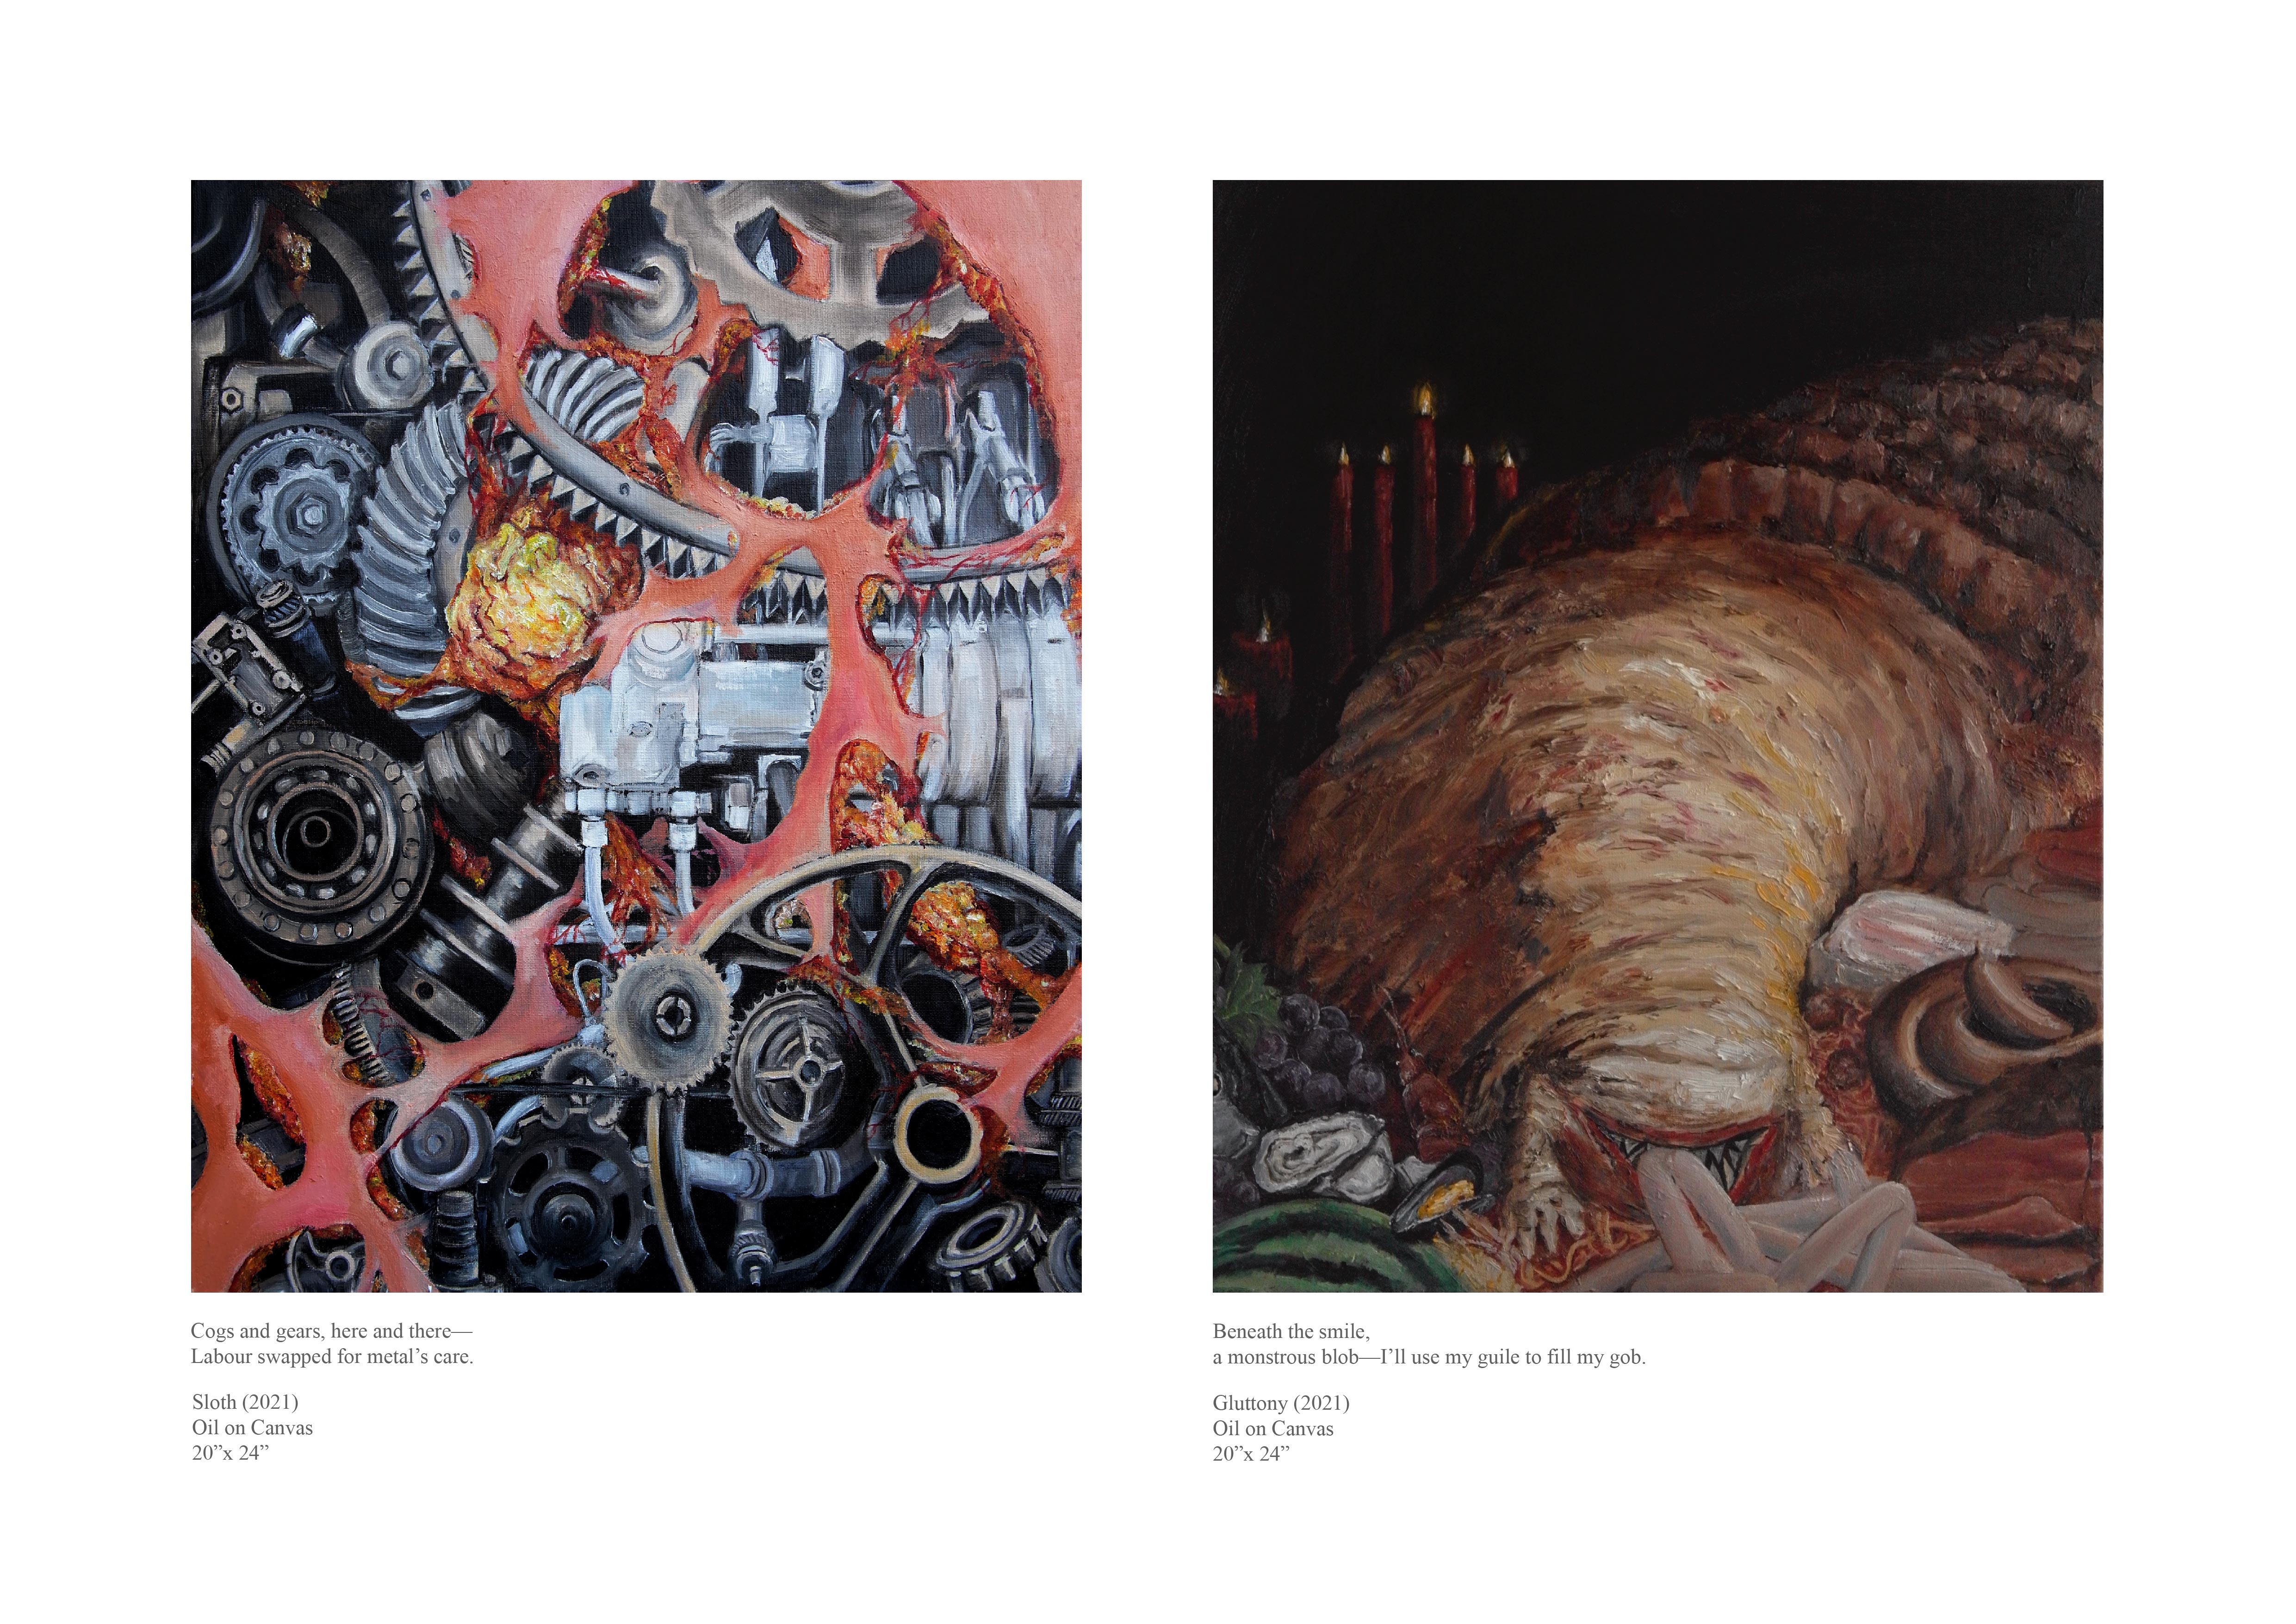 Cogs and gears, here and there—
Labour swapped for metal’s care.
Sloth (2021)
Oil on Canvas
20”x 24”
Beneath the smile,
a monstrous blob—I’ll use my guile to fill my gob.
Gluttony (2021)
Oil on Canvas
20”x 24”